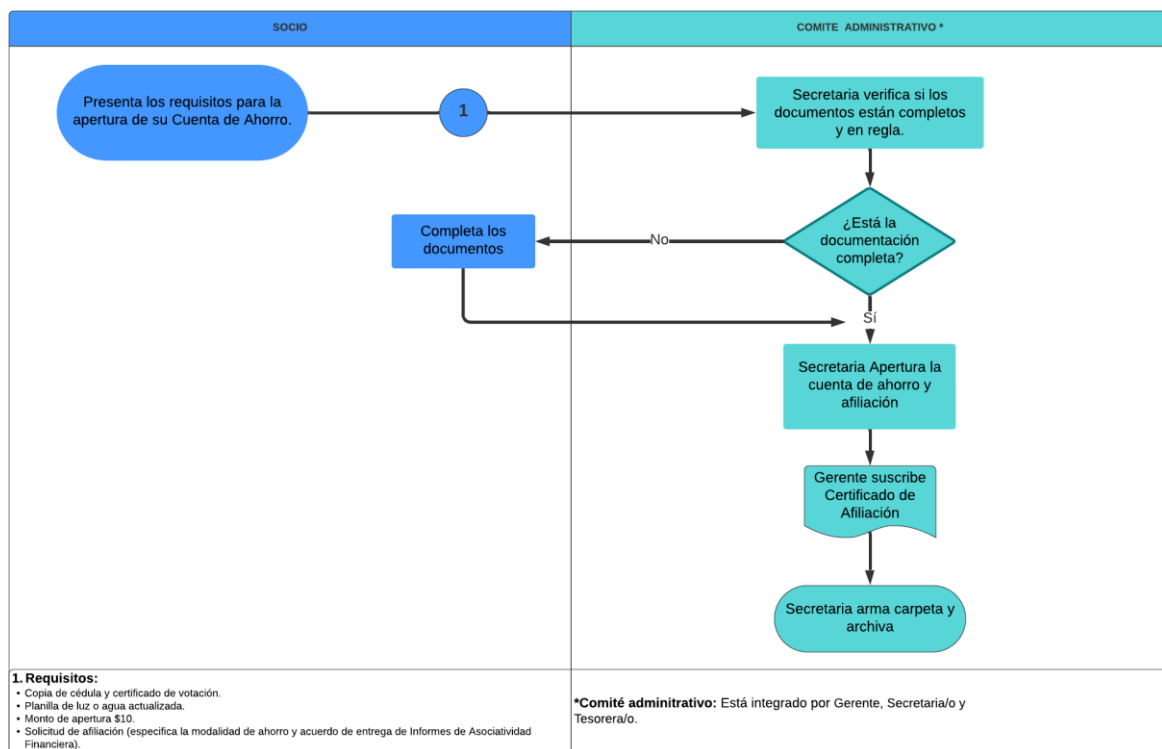 SOCIO
COMITE ADMINISTRATIVO *
Presenta los requisitos para la
apertura de su Cuenta de Ahorro.
1
Secretaria verifica si los
documentos están completos
y en regla.
¿Está la
documentación
completa?
No
Completa los
documentos
Sí
Secretaria Apertura la
cuenta de ahorro y
afiliación
Gerente suscribe
Certificado de
Afiliación
Secretaria arma carpeta y
archiva
1. Requisitos:
• Copia de cédula y certificado de votación.
• Planilla de luz o agua actualizada.
• Monto de apertura $10.
• Solicitud de afiliación (especifica la modalidad de ahorro y acuerdo de entrega de Informes de Asociatividad
Financiera).
*Comité adminitrativo: Está integrado por Gerente, Secretaria/o y
Tesorera/o.